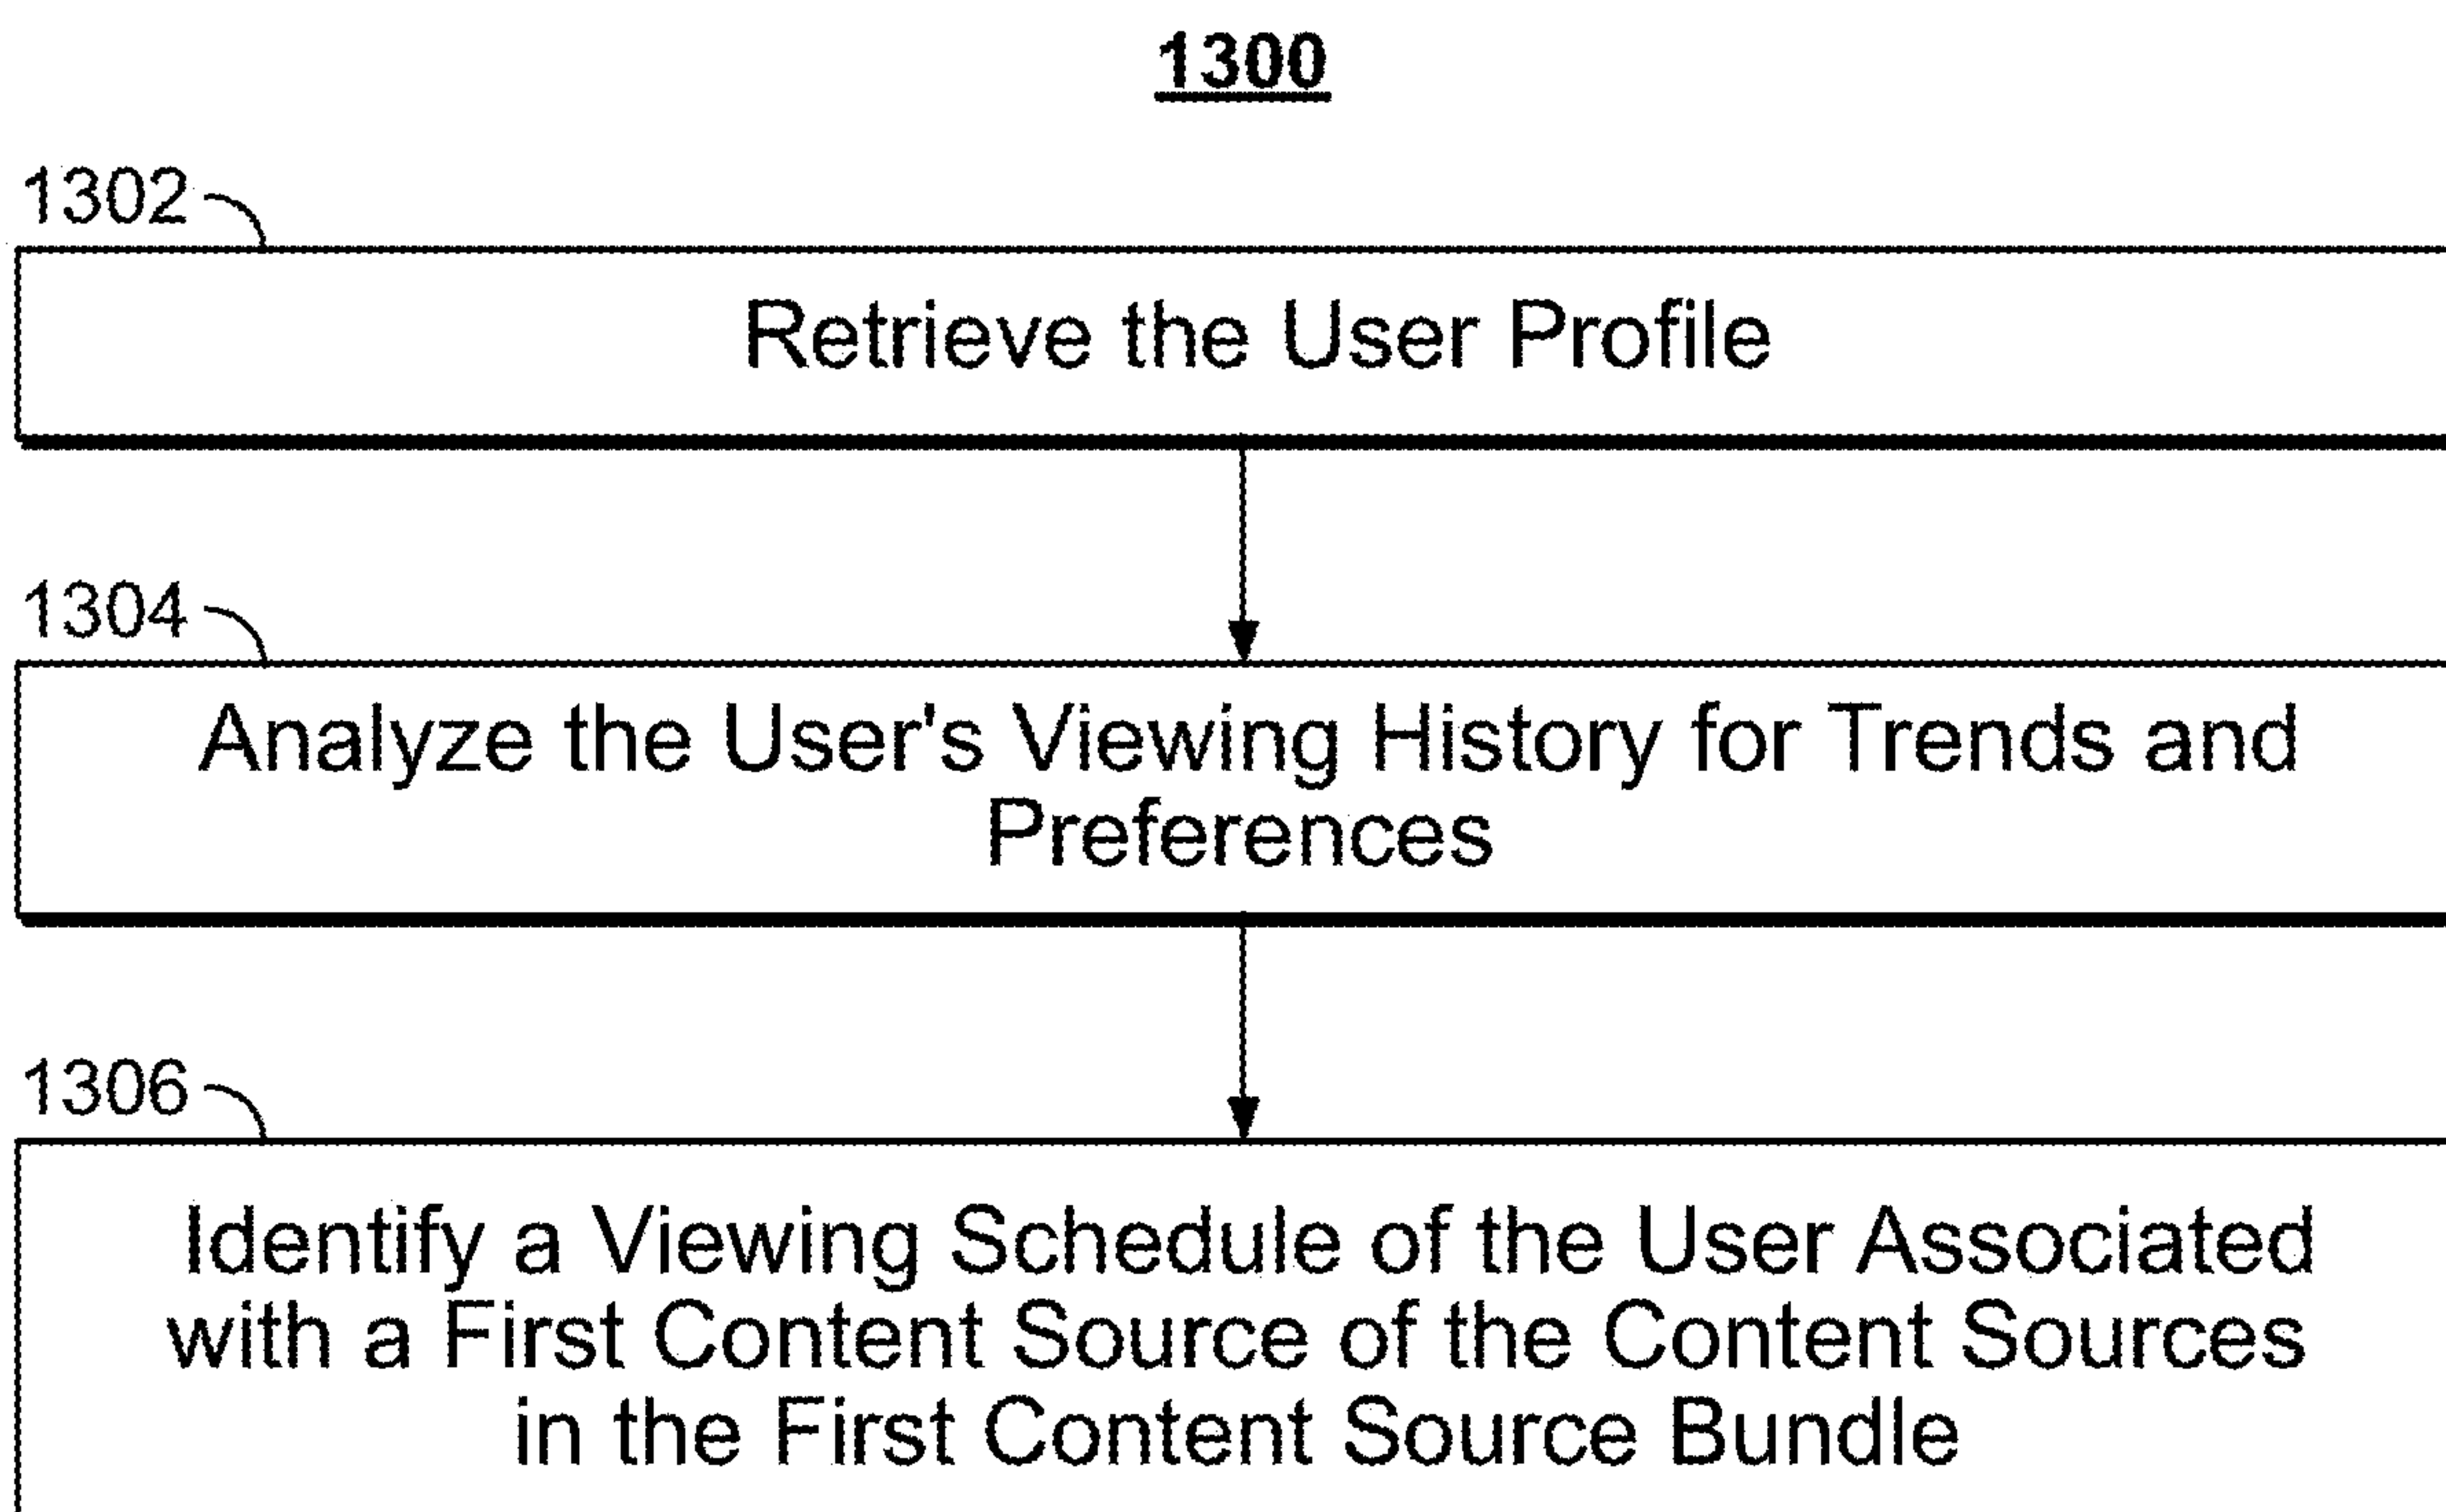 1300
1302
Retrieve the User Profile
1304
Analyze the User's Viewing History for Trends and
Preferences
1306
Identify a Viewing Schedule of the User Associated
with a First Content Source of the Content Sources
in the First Content Source Bundle